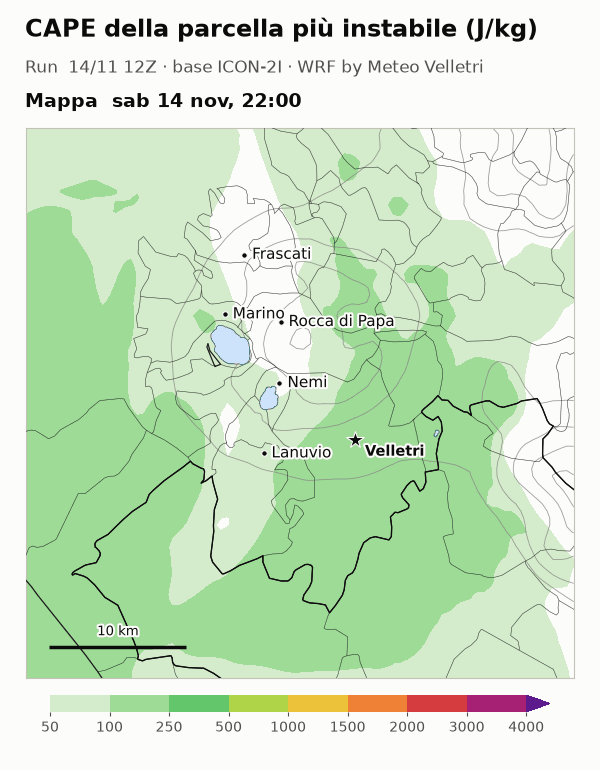 CAPE della parcella più instabile (J/kg)
Run 14/11 12Z · base ICON-2I · WRF by Meteo Velletri
Mappa sab 14 nov, 22:00
Frascati
Marino
Rocca di Papa
Nemi
Velletri
Lanuvio
10 km
50 100 250 500 1000 1500 2000 3000 4000